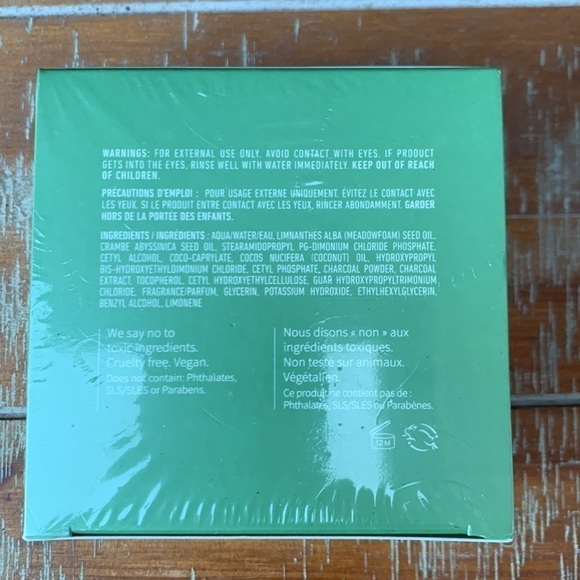 WARNINGS: FOR EXTERNAL USE ONLY. AVOID CONTACT WITH EYES. IF PRODUCT
GETS INTO THE EYES, RINSE WELL WITH WATER IMMEDIATELY. KEEP OUT OF REACH
OF CHILDREN.
PRÉCAUTIONS D'EMPLOI : POUR USAGE EXTERNE UNIQUEMENT. ÉVITEZ LE CONTACT AVEC
LES YEUX. SI LE PRODUIT ENTRE CONTACT AVEC LES YEUX, RINCER ABONDAMMENT. GARDER
HORS DE LA PORTÉE DES ENFANTS.
INGREDIENTS / INGRÉDIENTS : AQUA/WATER/EAU, LIMNANTHES ALBA (MEADOWFOAM) SEED OIL,
CRAMBE ABYSSINICA SEED OIL, STEARAMIDOPROPYL PG-DIMONIUM CHLORIDE PHOSPHATE,
CETYL ALCOHOL, COCO-CAPRYLATE, COCOS NUCIFERA (COCONUT) OIL, HYDROXYPROPYL
BIS-HYDROXYETHYLDIMONIUM CHLORIDE, CETYL PHOSPHATE, CHARCOAL POWDER, CHARCOAL
EXTRACT, TOCOPHEROL, CETYL HYDROXYETHYLCELLULOSE, GUAR HYDROXYPROPYLTRIMONIUM
CHLORIDE, FRAGRANCE/PARFUM, GLYCERIN, POTASSIUM HYDROXIDE, ETHYLHEXYLGLYCERIN,
BENZYL ALCOHOL, LIMONENE
We say no to
toxic ingredients.
Cruelty free. Vegan.
Does not contain: Phthalates,
SLS/SLES or Parabens.
Nous disons « non » aux
ingrédients toxiques.
Non testé sur animaux.
Végétalien.
Ce produit ne contient pas de :
Phthalates, SLS/SLES ou Parabènes.
12 M